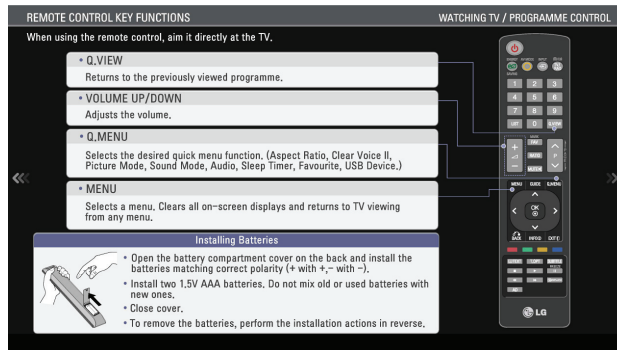 REMOTE CONTROL KEY FUNCTIONS
WATCHING TV / PROGRAMME CONTROL
When using the remote control, aim it directly at the TV.
• Q.VIEW
Returns to the previously viewed programme.
• VOLUME UP/DOWN
Adjusts the volume.
• Q.MENU
Selects the desired quick menu function. (Aspect Ratio, Clear Voice II,
Picture Mode, Sound Mode, Audio, Sleep Timer, Favourite, USB Device.)
• MENU
Selects a menu. Clears all on-screen displays and returns to TV viewing
from any menu.
Installing Batteries
• Open the battery compartment cover on the back and install the
batteries matching correct polarity (+ with +,- with -).
• Install two 1.5V AAA batteries. Do not mix old or used batteries with
new ones.
• Close cover.
• To remove the batteries, perform the installation actions in reverse.
1 2 3
4 5 6
7 8 9
LIST 0 Q.VIEW
+ FAV
RATIO P
- MUTE
MENU GUIDE Q.MENU
OK
BACK INFO EXIT
LG